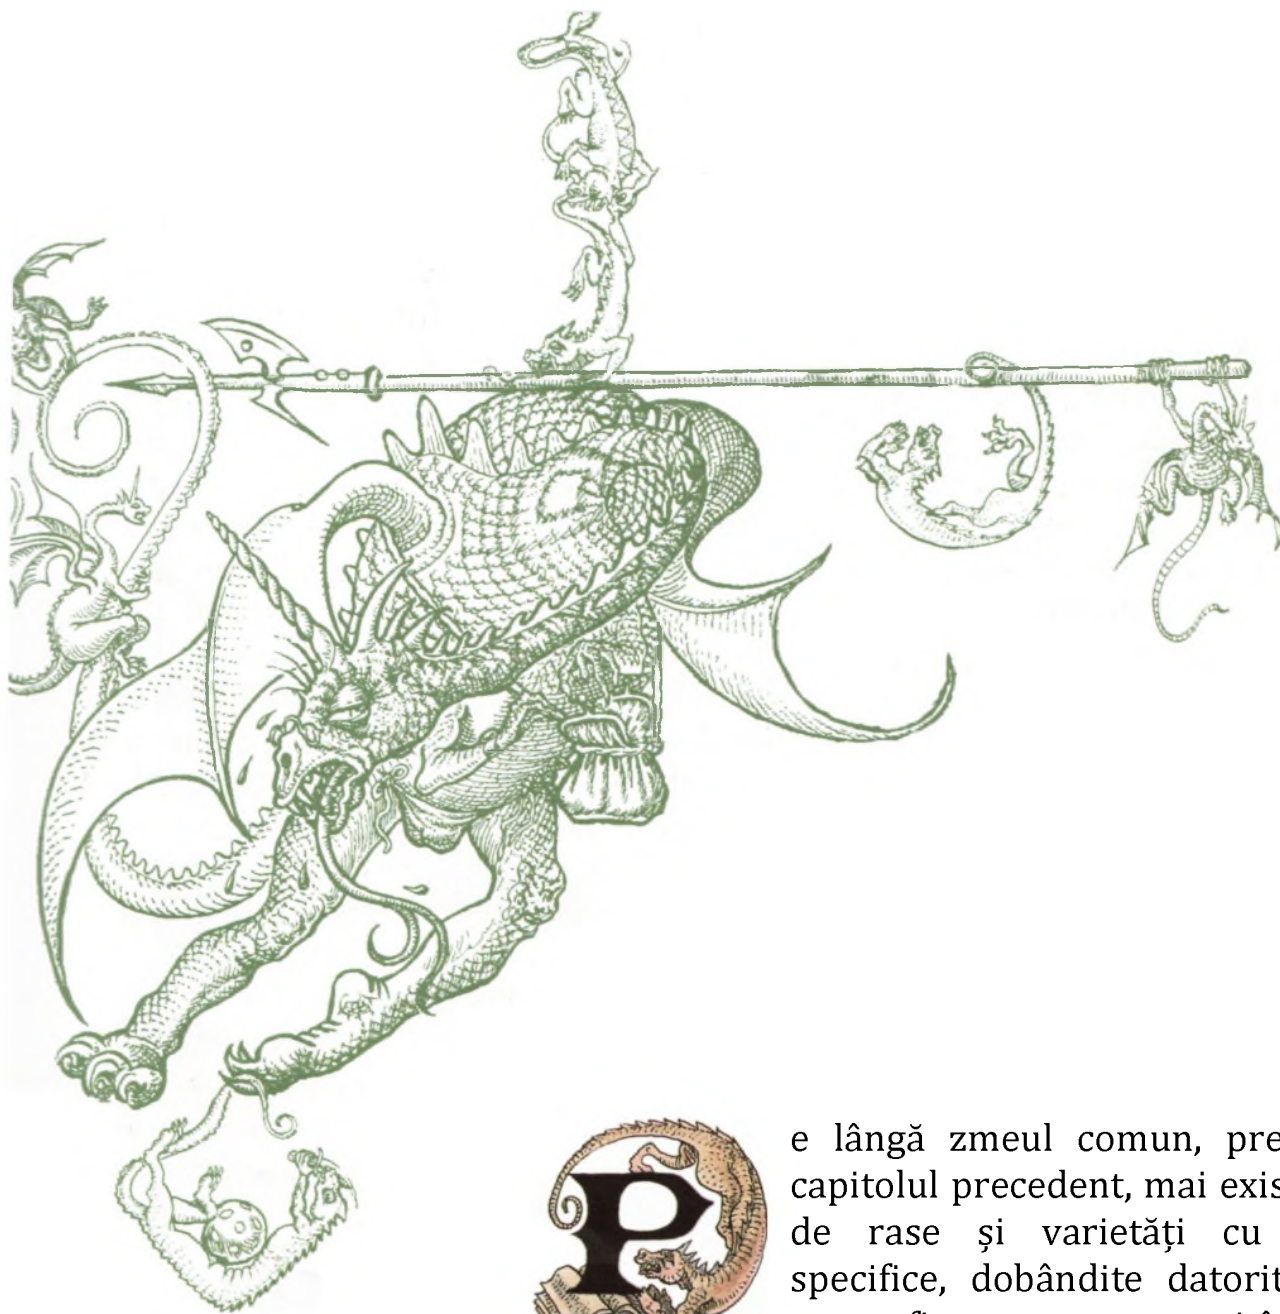 Pe lângă zmeul comun, pre
capitolul precedent, mai exis
de rase și varietăți cu
specifice, dobândite datorit